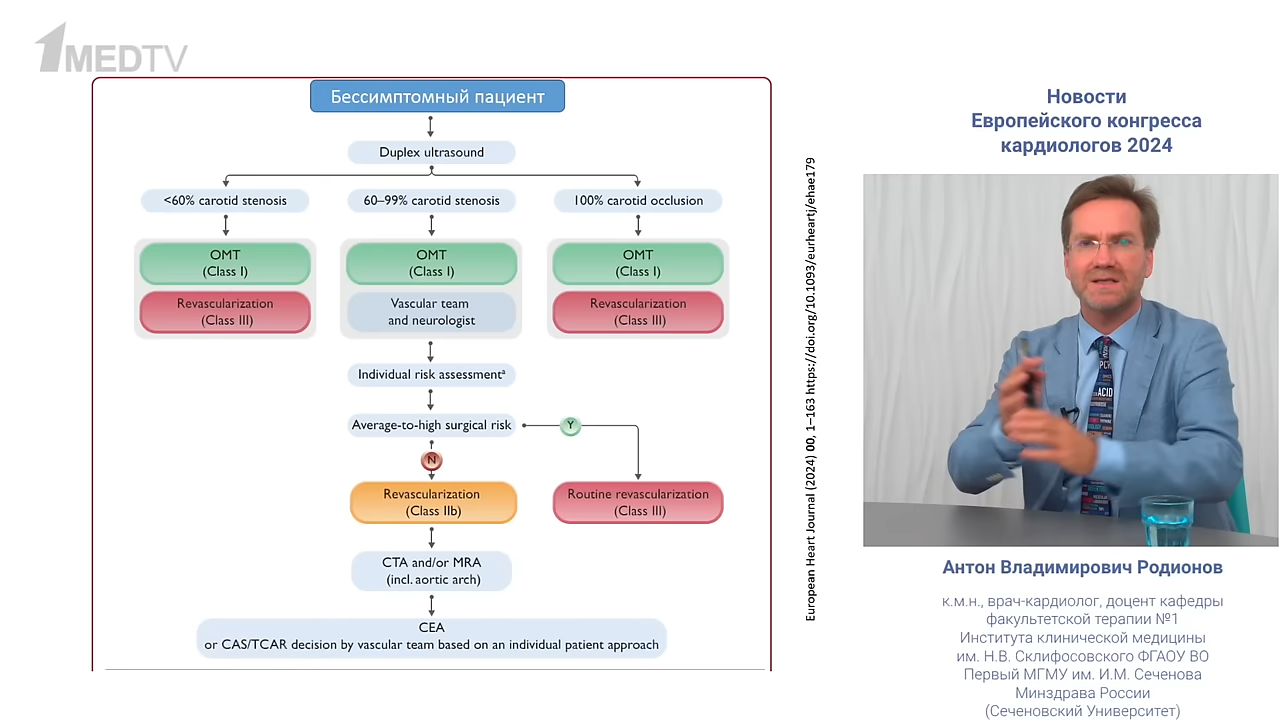 1MEDTV
Бессимптомный пациент
Duplex ultrasound
<60% carotid stenosis
60–99% carotid stenosis
100% carotid occlusion
OMT
(Class I)
OMT
(Class I)
OMT
(Class I)
Revascularization
(Class III)
Vascular team
and neurologist
Revascularization
(Class III)
Individual risk assessmentᵃ
Average-to-high surgical risk
Y
N
Revascularization
(Class IIb)
Routine revascularization
(Class III)
CTA and/or MRA
(incl. aortic arch)
CEA
or CAS/TCAR decision by vascular team based on an individual patient approach
European Heart Journal (2024) 00, 1–163 https://doi.org/10.1093/eurheartj/ehae179
Новости
Европейского конгресса
кардиологов 2024
ACID
Антон Владимирович Родионов
к.м.н., врач-кардиолог, доцент кафедры
факультетской терапии №1
Института клинической медицины
им. Н.В. Склифосовского ФГАОУ ВО
Первый МГМУ им. И.М. Сеченова
Минздрава России
(Сеченовский Университет)